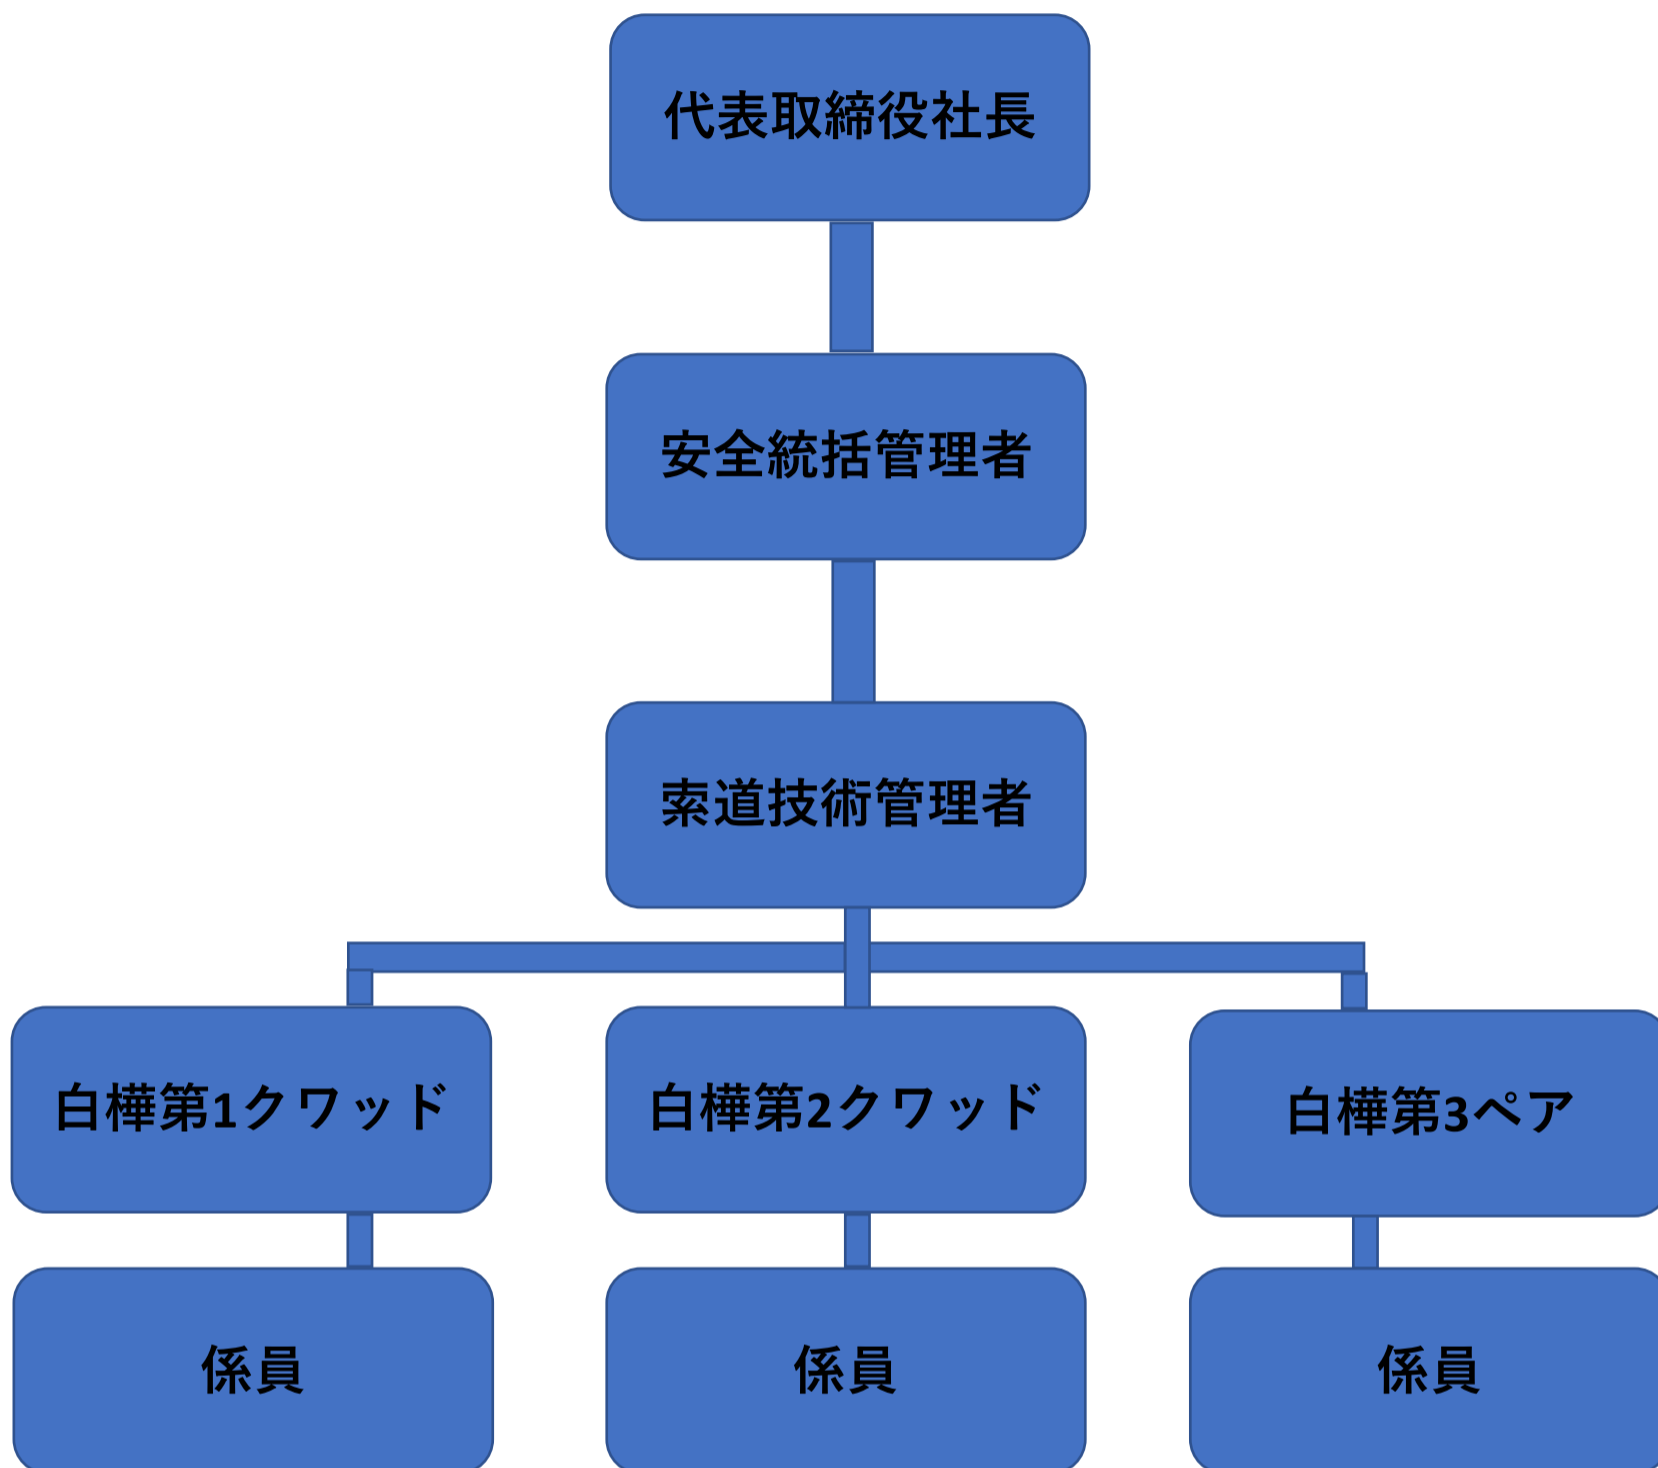 代表取締役社長
安全統括管理者
索道技術管理者
白樺第1クワッド
白樺第2クワッド
白樺第3ペア
係員
係員
係員